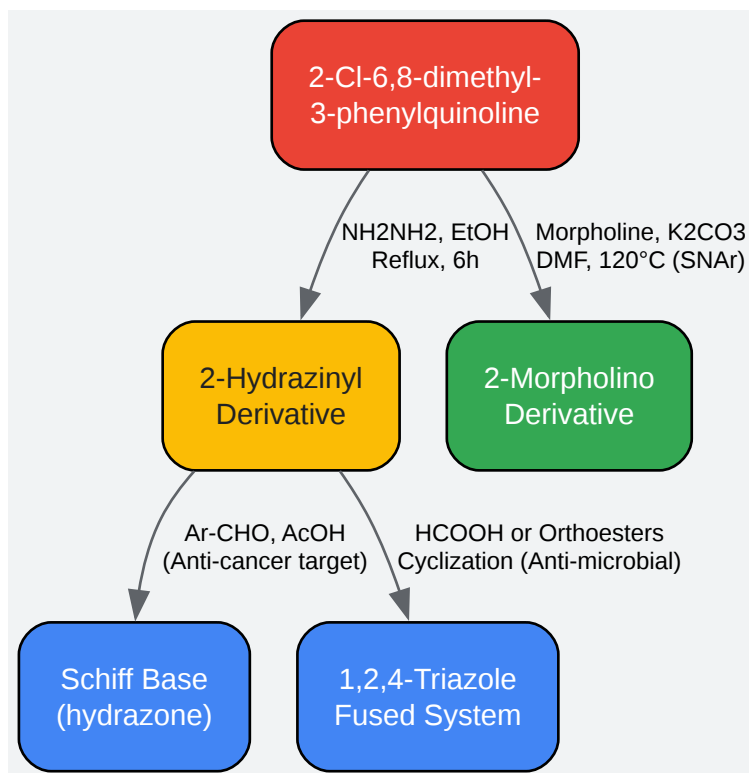 2-Cl-6,8-dimethyl-
3-phenylquinoline
NH2NH2, EtOH
Reflux, 6h
Morpholine, K2CO3
DMF, 120°C (SNAr)
2-Hydrazinyl
Derivative
2-Morpholino
Derivative
Ar-CHO, AcOH
(Anti-cancer target)
HCOOH or Orthoesters
Cyclization (Anti-microbial)
Schiff Base
(hydrazone)
1,2,4-Triazole
Fused System